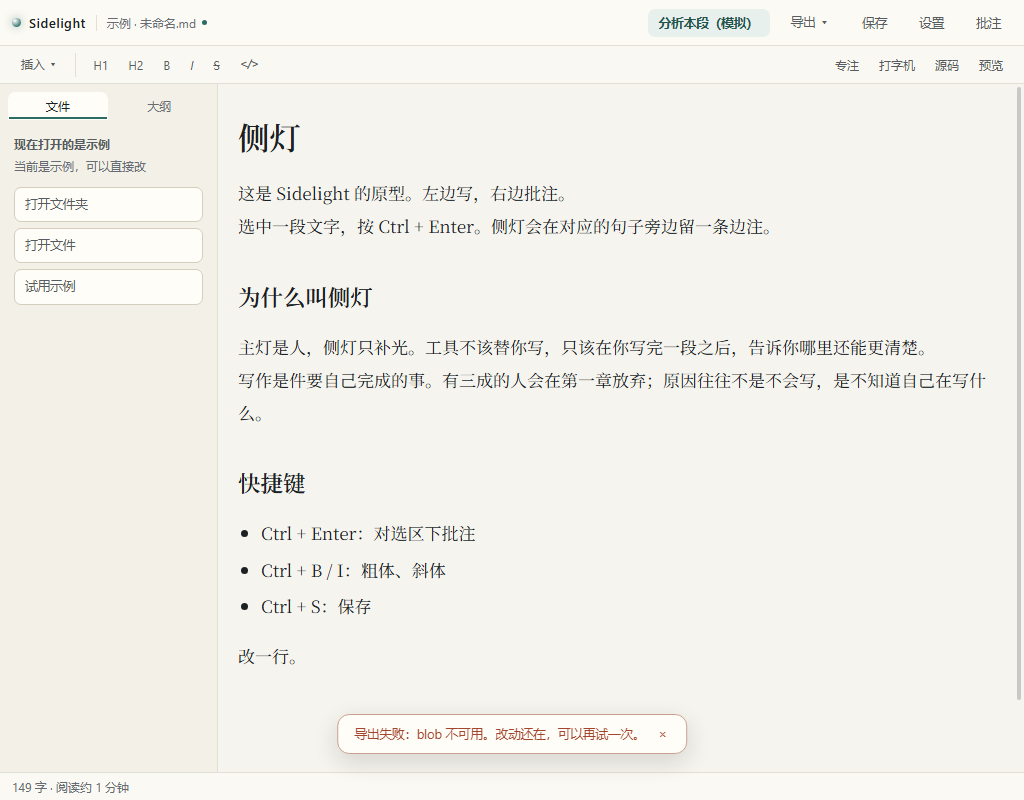 Sidelight
示例 · 未命名.md
分析本段（模拟）
导出
保存
设置
批注
插入
H1
H2
B
I
S
</>
专注
打字机
源码
预览
文件
大纲
现在打开的是示例
当前是示例，可以直接改
打开文件夹
打开文件
试用示例
侧灯
这是 Sidelight 的原型。左边写，右边批注。
选中一段文字，按 Ctrl + Enter。侧灯会在对应的句子旁边留一条边注。
为什么叫侧灯
主灯是人，侧灯只补光。工具不该替你写，只该在你写完一段之后，告诉你哪里还能更清楚。
写作是件要自己完成的事。有三成的人会在第一章放弃；原因往往不是不会写，是不知道自己在写什
么。
快捷键
Ctrl + Enter：对选区下批注
Ctrl + B / I：粗体、斜体
Ctrl + S：保存
改一行。
导出失败：blob 不可用。改动还在，可以再试一次。 ×
149 字 · 阅读约 1 分钟